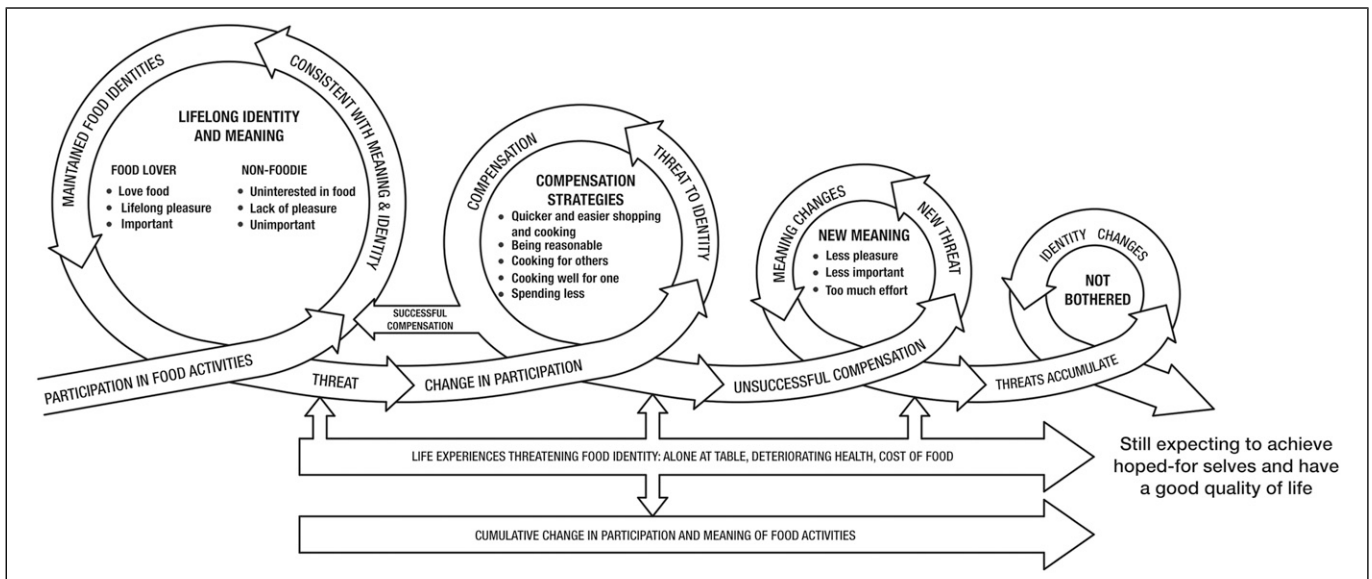 MAINTAINED FOOD IDENTITIES
CONSISTENT WITH MEANING & IDENTITY
LIFELONG IDENTITY
AND MEANING
FOOD LOVER
• Love food
• Lifelong pleasure
• Important
NON-FOODIE
• Uninterested in food
• Lack of pleasure
• Unimportant
PARTICIPATION IN FOOD ACTIVITIES
THREAT
SUCCESSFUL
COMPENSATION
COMPENSATION
THREAT TO IDENTITY
COMPENSATION
STRATEGIES
• Quicker and easier shopping
and cooking
• Being reasonable
• Cooking for others
• Cooking well for one
• Spending less
CHANGE IN PARTICIPATION
MEANING CHANGES
NEW THREAT
NEW MEANING
• Less pleasure
• Less important
• Too much effort
UNSUCCESSFUL COMPENSATION
IDENTITY CHANGES
NOT
BOTHERED
THREATS ACCUMULATE
LIFE EXPERIENCES THREATENING FOOD IDENTITY: ALONE AT TABLE, DETERIORATING HEALTH, COST OF FOOD
Still expecting to achieve
hoped-for selves and have
a good quality of life
CUMULATIVE CHANGE IN PARTICIPATION AND MEANING OF FOOD ACTIVITIES